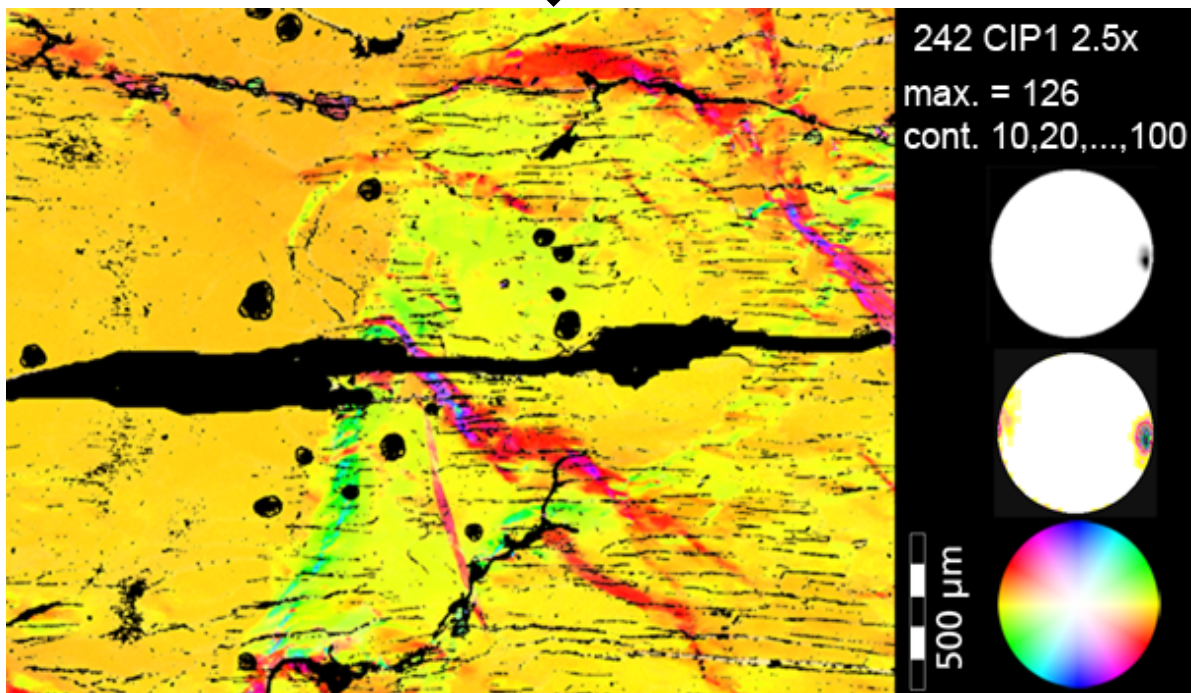 242 CIP1 2.5x
max. = 126
cont. 10,20,...,100
500 µm